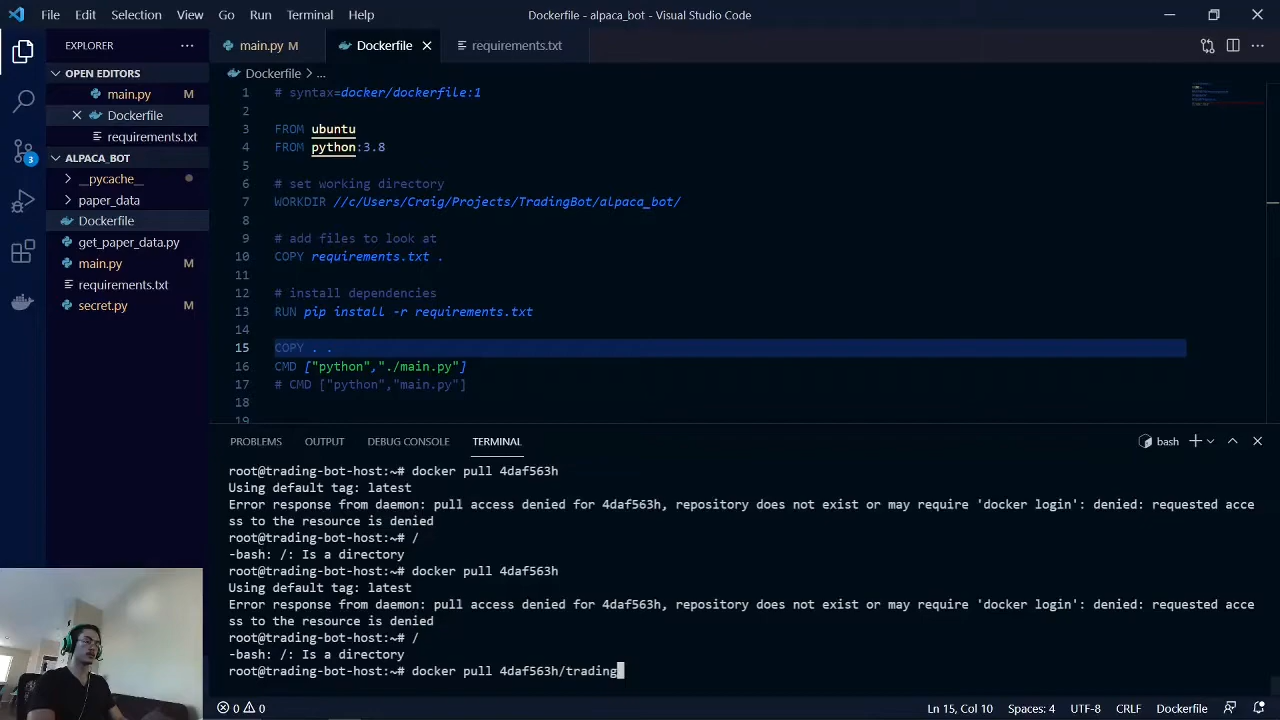 File Edit Selection View Go Run Terminal Help
Dockerfile - alpaca_bot - Visual Studio Code
EXPLORER
main.py M
Dockerfile
requirements.txt
OPEN EDITORS
main.py M
Dockerfile
requirements.txt
ALPACA_BOT
__pycache__
paper_data
Dockerfile
get_paper_data.py
main.py M
requirements.txt
secret.py
3
Dockerfile > ...
1 # syntax=docker/dockerfile:1
2
3 FROM ubuntu
4 FROM python:3.8
5
6 # set working directory
7 WORKDIR //c/Users/Craig/Projects/TradingBot/alpaca_bot/
8
9 # add files to look at
10 COPY requirements.txt .
11
12 # install dependencies
13 RUN pip install -r requirements.txt
14
15 COPY . .
16 CMD ["python","./main.py"]
17 # CMD ["python","main.py"]
18
19
PROBLEMS OUTPUT DEBUG CONSOLE TERMINAL
bash
root@trading-bot-host:~# docker pull 4daf563h
Using default tag: latest
Error response from daemon: pull access denied for 4daf563h, repository does not exist or may require 'docker login': denied: requested acce
ss to the resource is denied
root@trading-bot-host:~# /
-bash: /: Is a directory
root@trading-bot-host:~# docker pull 4daf563h
Using default tag: latest
Error response from daemon: pull access denied for 4daf563h, repository does not exist or may require 'docker login': denied: requested acce
ss to the resource is denied
root@trading-bot-host:~# /
-bash: /: Is a directory
root@trading-bot-host:~# docker pull 4daf563h/trading
0 0
Ln 15, Col 10 Spaces: 4 UTF-8 CRLF Dockerfile